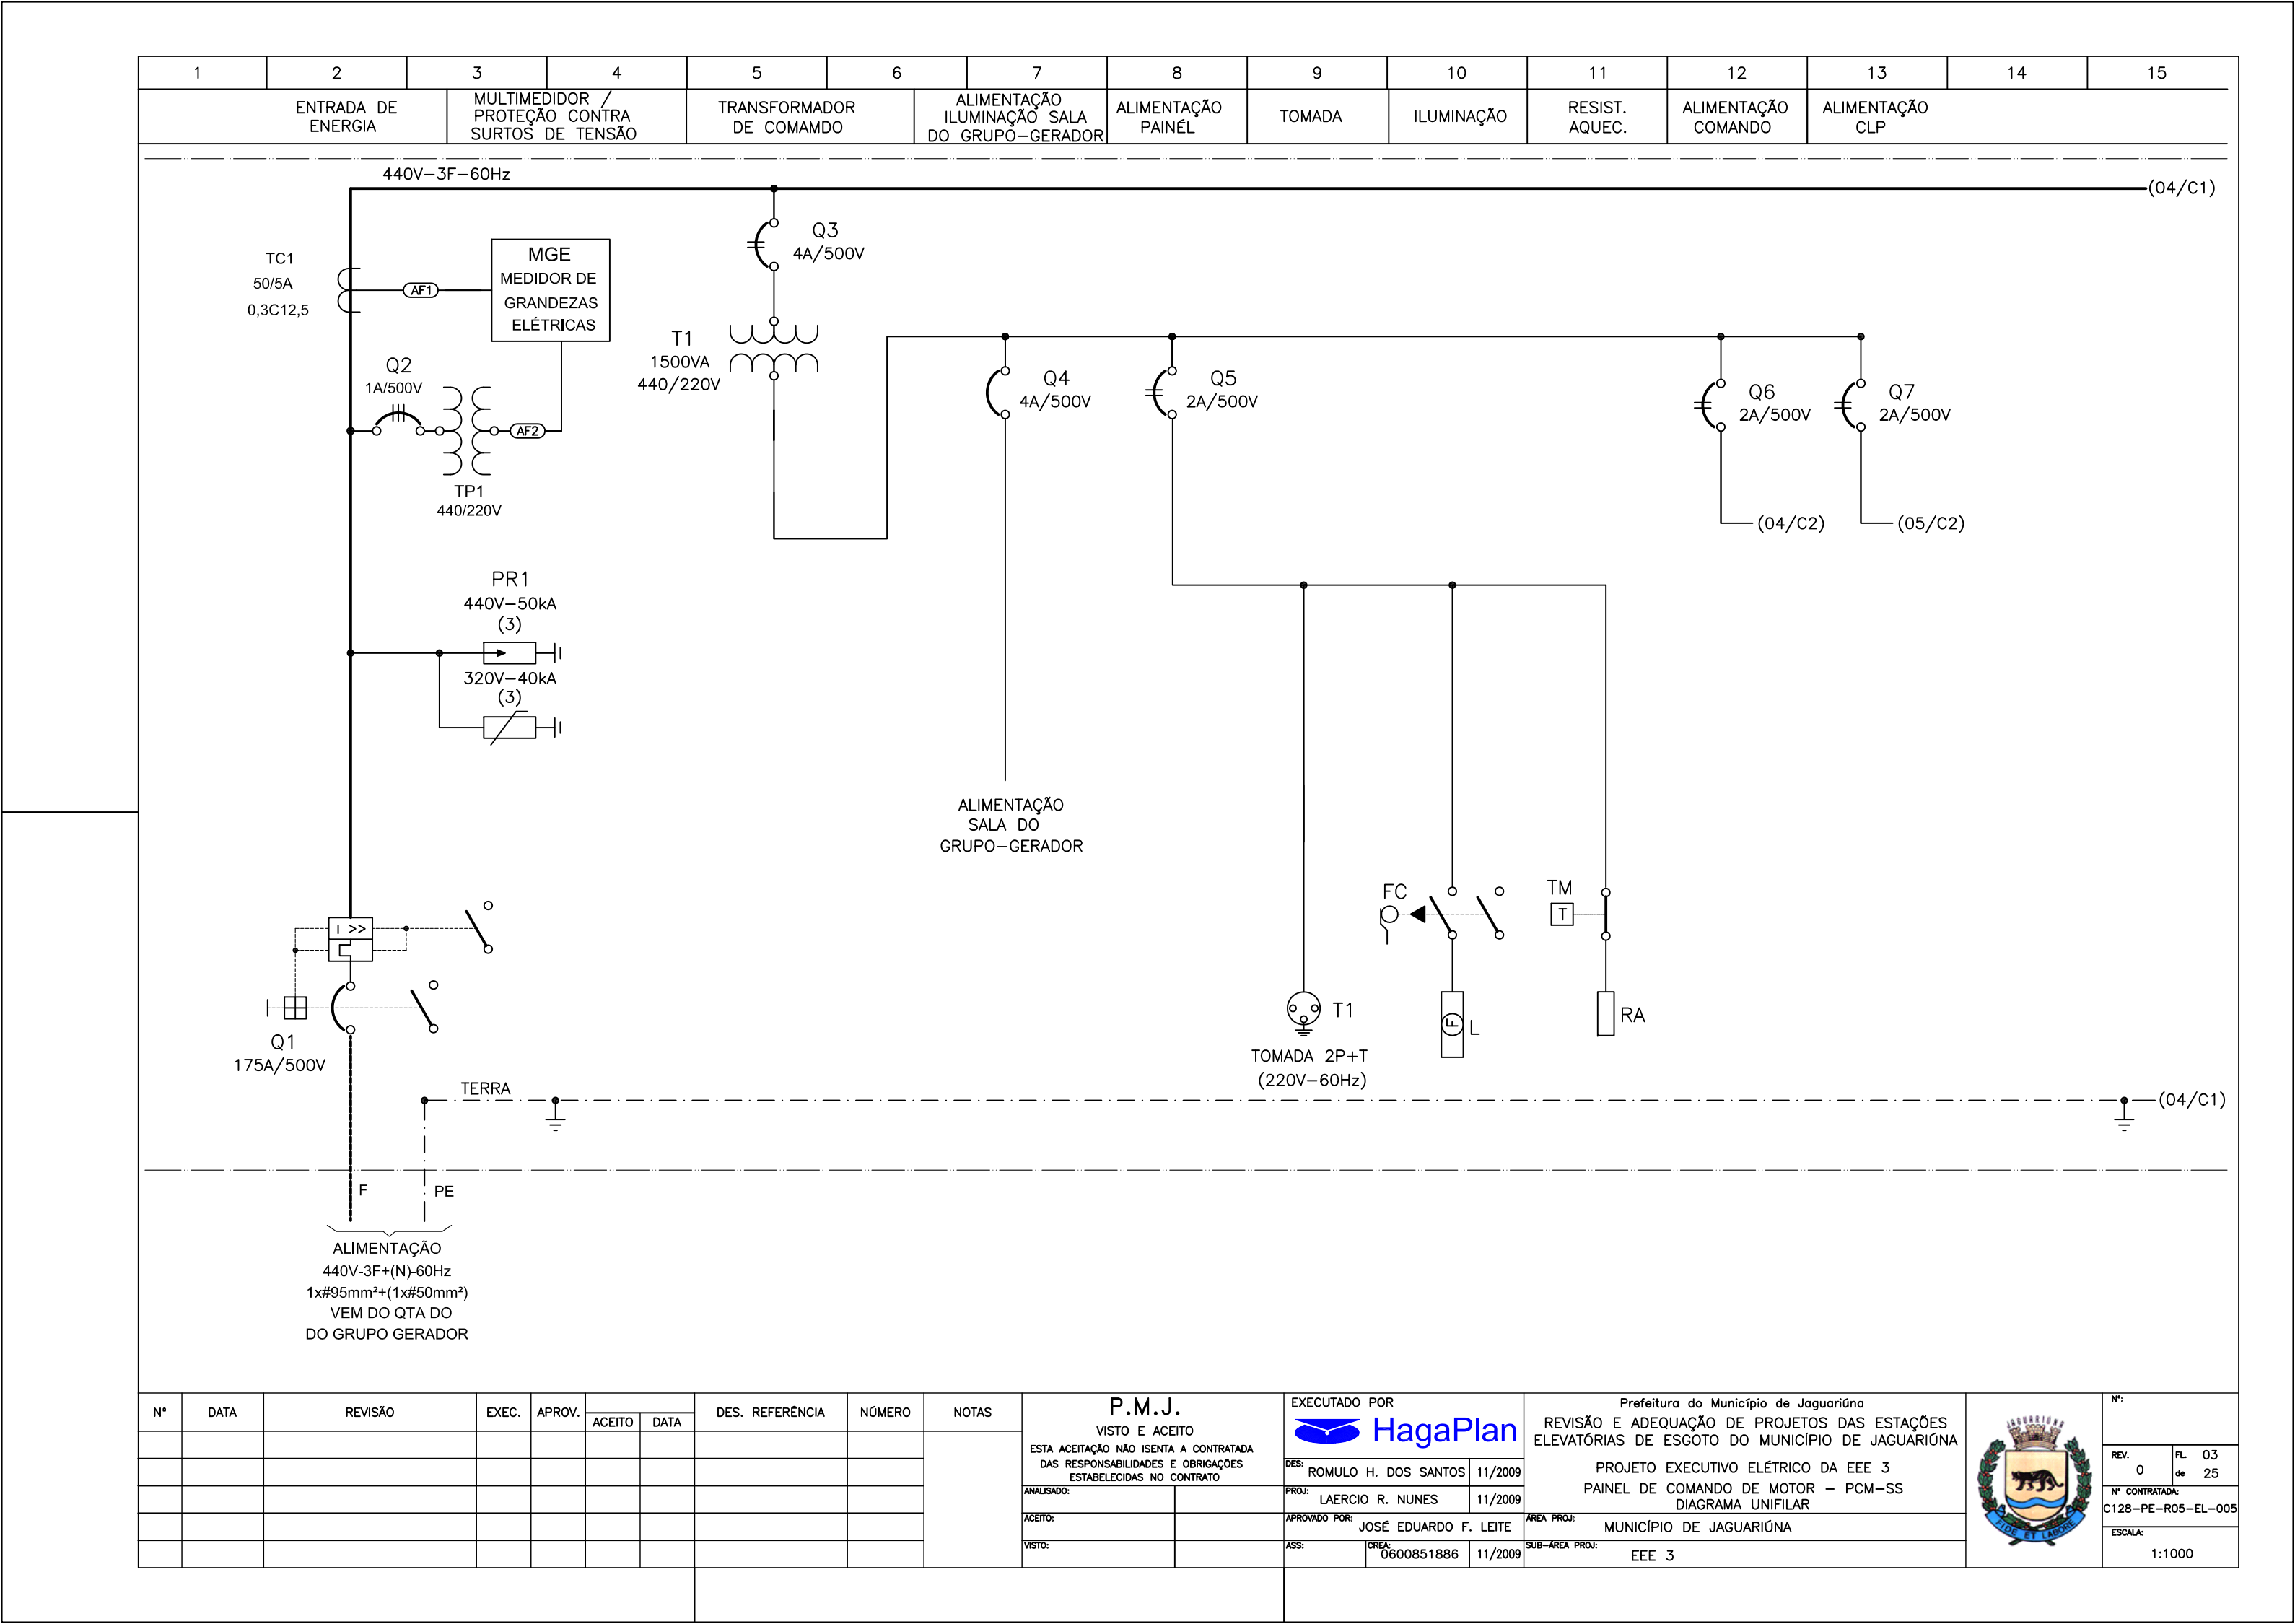 1 2 3 4 5 6 7 8 9 10 11 12 13 14 15
ENTRADA DE
ENERGIA
MULTIMEDIDOR /
PROTEÇÃO CONTRA
SURTOS DE TENSÃO
TRANSFORMADOR
DE COMANDO
ALIMENTAÇÃO
ILUMINAÇÃO SALA
DO GRUPO-GERADOR
ALIMENTAÇÃO
PAINÉL
TOMADA
ILUMINAÇÃO
RESIST.
AQUEC.
ALIMENTAÇÃO
COMANDO
ALIMENTAÇÃO
CLP
440V-3F-60Hz
(04/C1)
TC1
50/5A
0,3C12,5
AF1
MGE
MEDIDOR DE
GRANDEZAS
ELÉTRICAS
Q2
1A/500V
AF2
TP1
440/220V
Q3
4A/500V
T1
1500VA
440/220V
Q4
4A/500V
Q5
2A/500V
Q6
2A/500V
Q7
2A/500V
(04/C2)
(05/C2)
PR1
440V-50kA
(3)
320V-40kA
(3)
ALIMENTAÇÃO
SALA DO
GRUPO-GERADOR
I >>
Q1
175A/500V
FC
TM
T
T1
TOMADA 2P+T
(220V-60Hz)
F
L
RA
TERRA
(04/C1)
F
PE
ALIMENTAÇÃO
440V-3F+(N)-60Hz
1x#95mm²+(1x#50mm²)
VEM DO QTA DO
DO GRUPO GERADOR
N° DATA REVISÃO EXEC. APROV. ACEITO DATA DES. REFERÊNCIA NÚMERO NOTAS
P.M.J.
VISTO E ACEITO
ESTA ACEITAÇÃO NÃO ISENTA A CONTRATADA
DAS RESPONSABILIDADES E OBRIGAÇÕES
ESTABELECIDAS NO CONTRATO
ANALISADO:
ACEITO:
VISTO:
EXECUTADO POR
HagaPlan
DES: ROMULO H. DOS SANTOS 11/2009
PROJ: LAERCIO R. NUNES 11/2009
APROVADO POR: JOSÉ EDUARDO F. LEITE
ASS: CREA: 0600851886 11/2009
Prefeitura do Município de Jaguariúna
REVISÃO E ADEQUAÇÃO DE PROJETOS DAS ESTAÇÕES
ELEVATÓRIAS DE ESGOTO DO MUNICÍPIO DE JAGUARIÚNA
PROJETO EXECUTIVO ELÉTRICO DA EEE 3
PAINEL DE COMANDO DE MOTOR - PCM-SS
DIAGRAMA UNIFILAR
ÁREA PROJ: MUNICÍPIO DE JAGUARIÚNA
SUB-ÁREA PROJ: EEE 3
JAGUARIÚNA
FIDE ET LABORE
N°:
REV. 0
FL. 03
de 25
N° CONTRATADA:
C128-PE-R05-EL-005
ESCALA:
1:1000